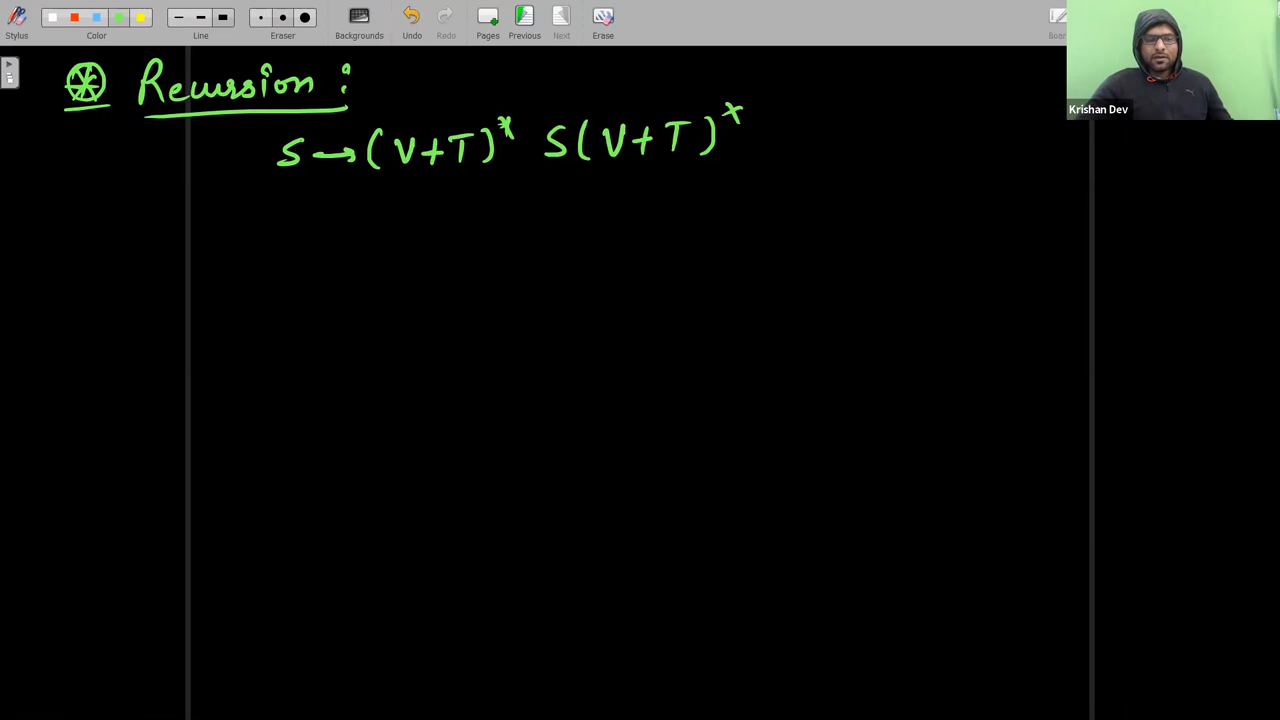 Stylus Color Line Eraser Backgrounds Undo Redo Pages Previous Next Erase
Krishan Dev
Recursion :
S → (V+T)* S(V+T)*